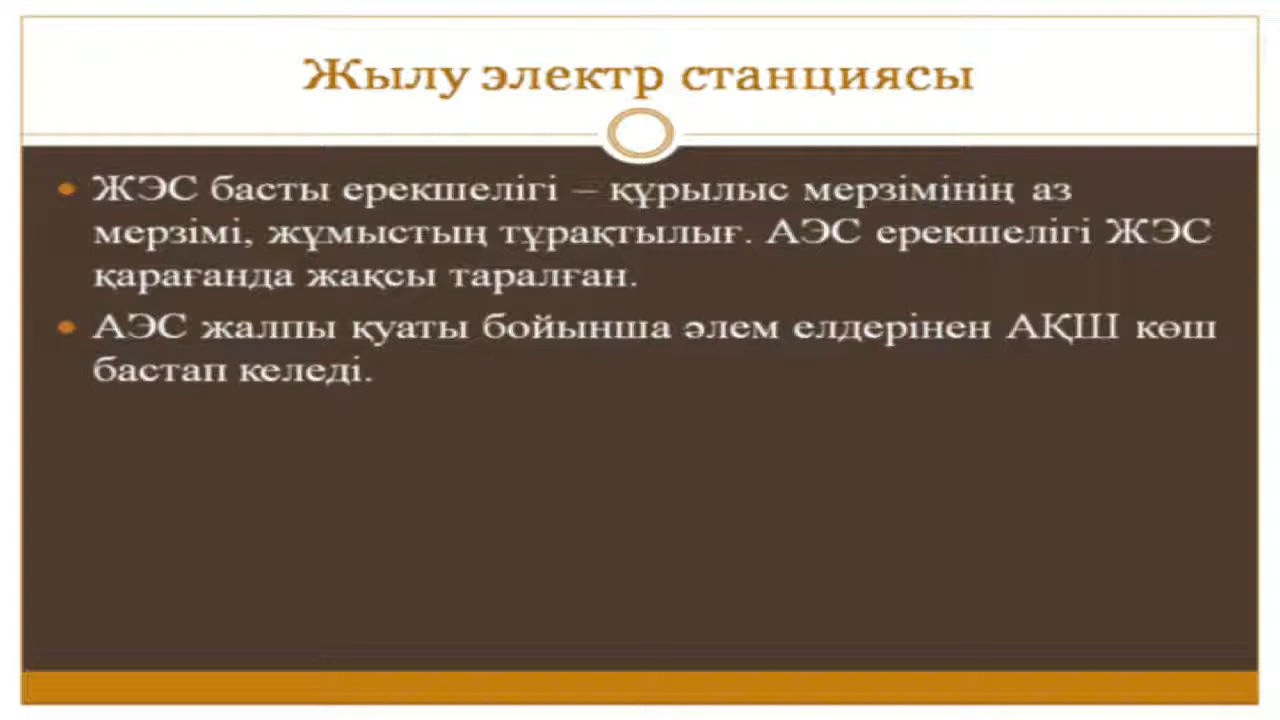 Жылу электр станциясы
• ЖЭС басты ерекшелігі – құрылыс мерзімінің аз
мерзімі, жұмыстың тұрақтылығ. АЭС ерекшелігі ЖЭС
қарағанда жақсы таралған.
• АЭС жалпы қуаты бойынша әлем елдерінен АҚШ көш
бастап келеді.